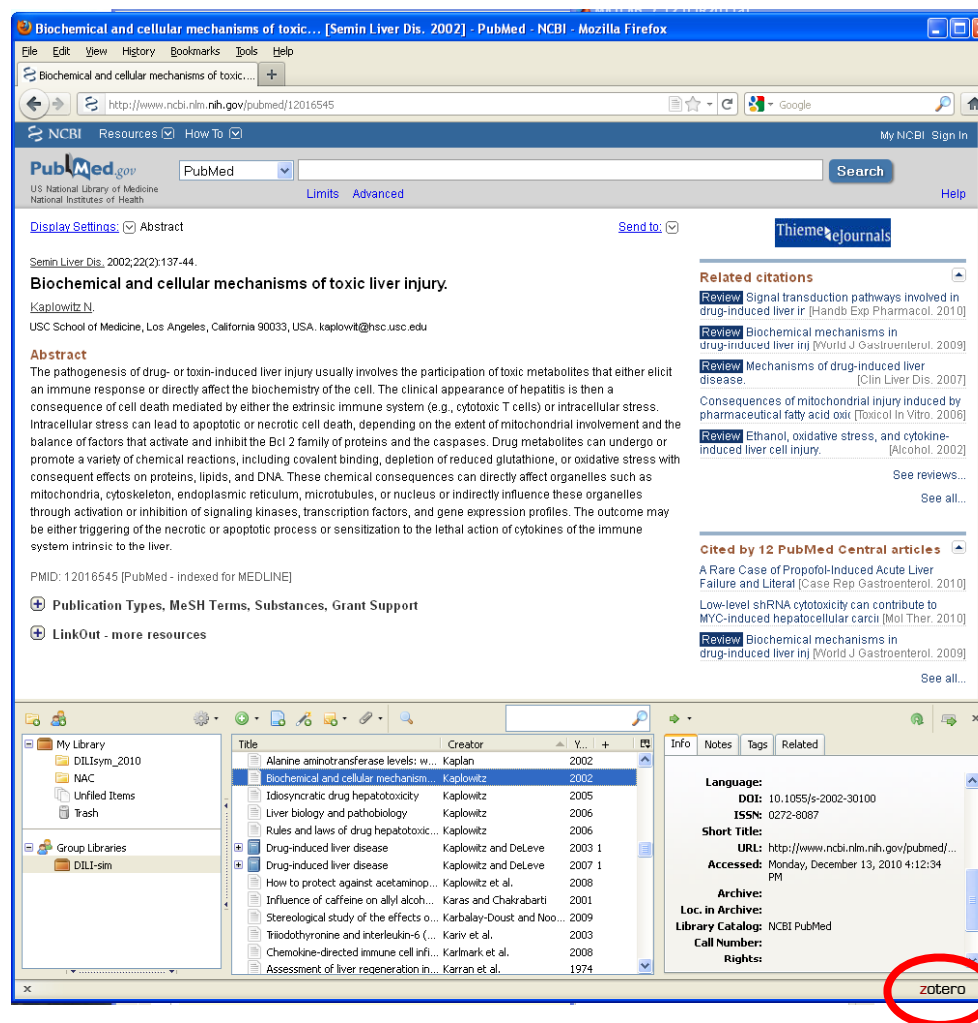 Biochemical and cellular mechanisms of toxic... [Semin Liver Dis. 2002] - PubMed - NCBI - Mozilla Firefox
File Edit View History Bookmarks Tools Help
Biochemical and cellular mechanisms of toxic.... +
http://www.ncbi.nlm.nih.gov/pubmed/12016545
Google
NCBI Resources How To
My NCBI Sign In
PubMed.gov
US National Library of Medicine
National Institutes of Health
PubMed
Search
Limits Advanced
Help
Display Settings: Abstract
Send to:
Semin Liver Dis. 2002;22(2):137-44.
Biochemical and cellular mechanisms of toxic liver injury.
Kaplowitz N.
USC School of Medicine, Los Angeles, California 90033, USA. kaplowit@hsc.usc.edu
Abstract
The pathogenesis of drug- or toxin-induced liver injury usually involves the participation of toxic metabolites that either elicit
an immune response or directly affect the biochemistry of the cell. The clinical appearance of hepatitis is then a
consequence of cell death mediated by either the extrinsic immune system (e.g., cytotoxic T cells) or intracellular stress.
Intracellular stress can lead to apoptotic or necrotic cell death, depending on the extent of mitochondrial involvement and the
balance of factors that activate and inhibit the Bcl 2 family of proteins and the caspases. Drug metabolites can undergo or
promote a variety of chemical reactions, including covalent binding, depletion of reduced glutathione, or oxidative stress with
consequent effects on proteins, lipids, and DNA. These chemical consequences can directly affect organelles such as
mitochondria, cytoskeleton, endoplasmic reticulum, microtubules, or nucleus or indirectly influence these organelles
through activation or inhibition of signaling kinases, transcription factors, and gene expression profiles. The outcome may
be either triggering of the necrotic or apoptotic process or sensitization to the lethal action of cytokines of the immune
system intrinsic to the liver.
PMID: 12016545 [PubMed - indexed for MEDLINE]
Publication Types, MeSH Terms, Substances, Grant Support
LinkOut - more resources
Thieme eJournals
Related citations
Review Signal transduction pathways involved in
drug-induced liver ir [Handb Exp Pharmacol. 2010]
Review Biochemical mechanisms in
drug-induced liver inj [World J Gastroenterol. 2009]
Review Mechanisms of drug-induced liver
disease. [Clin Liver Dis. 2007]
Consequences of mitochondrial injury induced by
pharmaceutical fatty acid oxic [Toxicol In Vitro. 2006]
Review Ethanol, oxidative stress, and cytokine-
induced liver cell injury. [Alcohol. 2002]
See reviews...
See all...
Cited by 12 PubMed Central articles
A Rare Case of Propofol-Induced Acute Liver
Failure and Literat [Case Rep Gastroenterol. 2010]
Low-level shRNA cytotoxicity can contribute to
MYC-induced hepatocellular carcii [Mol Ther. 2010]
Review Biochemical mechanisms in
drug-induced liver inj [World J Gastroenterol. 2009]
See all...
My Library
DILIsym_2010
NAC
Unfiled Items
Trash
Group Libraries
DILI-sim
Title Creator Y... +
Alanine aminotransferase levels: w... Kaplan 2002
Biochemical and cellular mechanism... Kaplowitz 2002
Idiosyncratic drug hepatotoxicity Kaplowitz 2005
Liver biology and pathobiology Kaplowitz 2006
Rules and laws of drug hepatotoxic... Kaplowitz 2006
Drug-induced liver disease Kaplowitz and DeLeve 2003 1
Drug-induced liver disease Kaplowitz and DeLeve 2007 1
How to protect against acetaminop... Kaplowitz et al. 2008
Influence of caffeine on allyl alcoh... Karas and Chakrabarti 2001
Stereological study of the effects o... Karbalay-Doust and Noo... 2009
Triiodothyronine and interleukin-6 (... Kariv et al. 2003
Chemokine-directed immune cell infi... Karlmark et al. 2008
Assessment of liver regeneration in... Karran et al. 1974
Info Notes Tags Related
Language:
DOI: 10.1055/s-2002-30100
ISSN: 0272-8087
Short Title:
URL: http://www.ncbi.nlm.nih.gov/pubmed/...
Accessed: Monday, December 13, 2010 4:12:34
PM
Archive:
Loc. in Archive:
Library Catalog: NCBI PubMed
Call Number:
Rights:
zotero